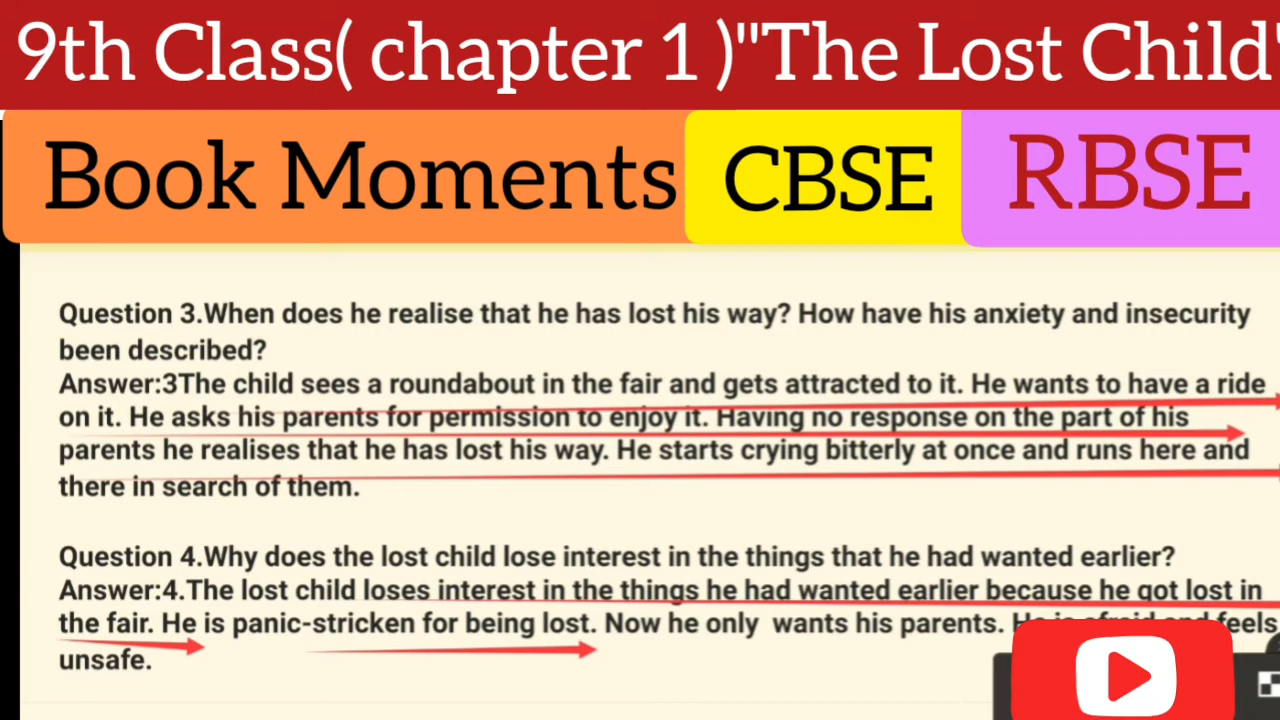 9th Class( chapter 1 )"The Lost Child"
Book Moments CBSE RBSE
Question 3.When does he realise that he has lost his way? How have his anxiety and insecurity
been described?
Answer:3The child sees a roundabout in the fair and gets attracted to it. He wants to have a ride
on it. He asks his parents for permission to enjoy it. Having no response on the part of his
parents he realises that he has lost his way. He starts crying bitterly at once and runs here and
there in search of them.
Question 4.Why does the lost child lose interest in the things that he had wanted earlier?
Answer:4.The lost child loses interest in the things he had wanted earlier because he got lost in
the fair. He is panic-stricken for being lost. Now he only wants his parents. He is afraid and feels
unsafe.